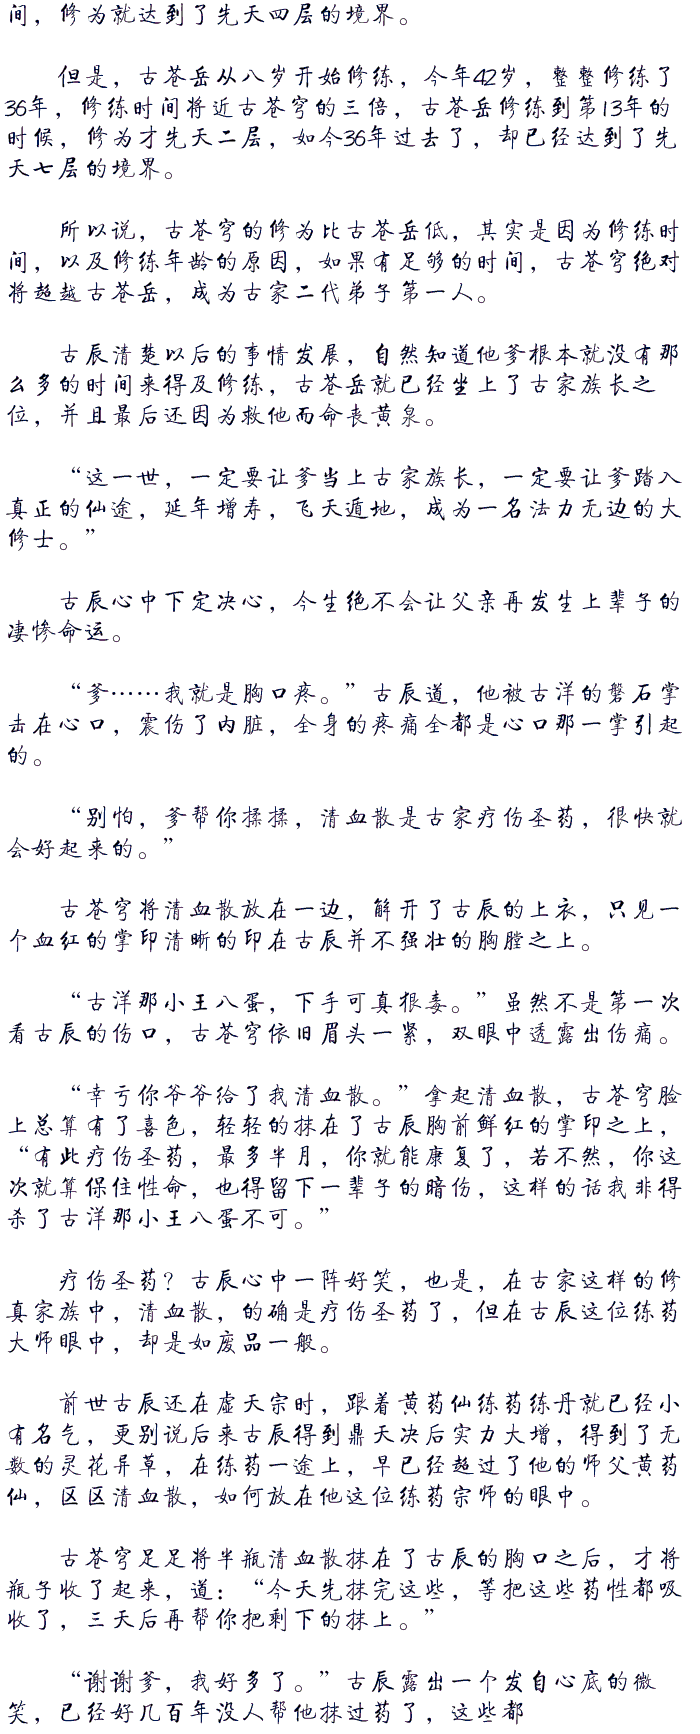 间，修为就达到了先天四层的境界。
但是，古苍岳从八岁开始修练，今年42岁，整整修练了
36年，修练时间将近古苍穹的三倍，古苍岳修练到第13年的
时候，修为才先天二层，如今36年过去了，却已经达到了先
天七层的境界。
所以说，古苍穹的修为比古苍岳低，其实是因为修练时
间，以及修练年龄的原因，如果有足够的时间，古苍穹绝对
将超越古苍岳，成为古家二代弟子第一人。
古辰清楚以后的事情发展，自然知道他爹根本就没有那
么多的时间来得及修练，古苍岳就已经坐上了古家族长之
位，并且最后还因为救他而命丧黄泉。
“这一世，一定要让爹当上古家族长，一定要让爹踏入
真正的仙途，延年增寿，飞天遁地，成为一名法力无边的大
修士。”
古辰心中下定决心，今生绝不会让父亲再发生上辈子的
凄惨命运。
“爹……我就是胸口疼。”古辰道，他被古洋的磐石掌
击在心口，震伤了内脏，全身的疼痛全都是心口那一掌引起
的。
“别怕，爹帮你揉揉，清血散是古家疗伤圣药，很快就
会好起来的。”
古苍穹将清血散放在一边，解开了古辰的上衣，只见一
个血红的掌印清晰的印在古辰并不强壮的胸膛之上。
“古洋那小王八蛋，下手可真狠毒。”虽然不是第一次
看古辰的伤口，古苍穹依旧眉头一紧，双眼中透露出伤痛。
“幸亏你爷爷给了我清血散。”拿起清血散，古苍穹脸
上总算有了喜色，轻轻的抹在了古辰胸前鲜红的掌印之上，
“有此疗伤圣药，最多半月，你就能康复了，若不然，你这
次就算保住性命，也得留下一辈子的暗伤，这样的话我非得
杀了古洋那小王八蛋不可。”
疗伤圣药？古辰心中一阵好笑，也是，在古家这样的修
真家族中，清血散，的确是疗伤圣药了，但在古辰这位练药
大师眼中，却是如废品一般。
前世古辰还在虚天宗时，跟着黄药仙练药练丹就已经小
有名气，更别说后来古辰得到鼎天决后实力大增，得到了无
数的灵花异草，在练药一途上，早已经超过了他的师父黄药
仙，区区清血散，如何放在他这位练药宗师的眼中。
古苍穹足足将半瓶清血散抹在了古辰的胸口之后，才将
瓶子收了起来，道：“今天先抹完这些，等把这些药性都吸
收了，三天后再帮你把剩下的抹上。”
“谢谢爹，我好多了。”古辰露出一个发自心底的微
笑，已经好几百年没人帮他抹过药了，这些都